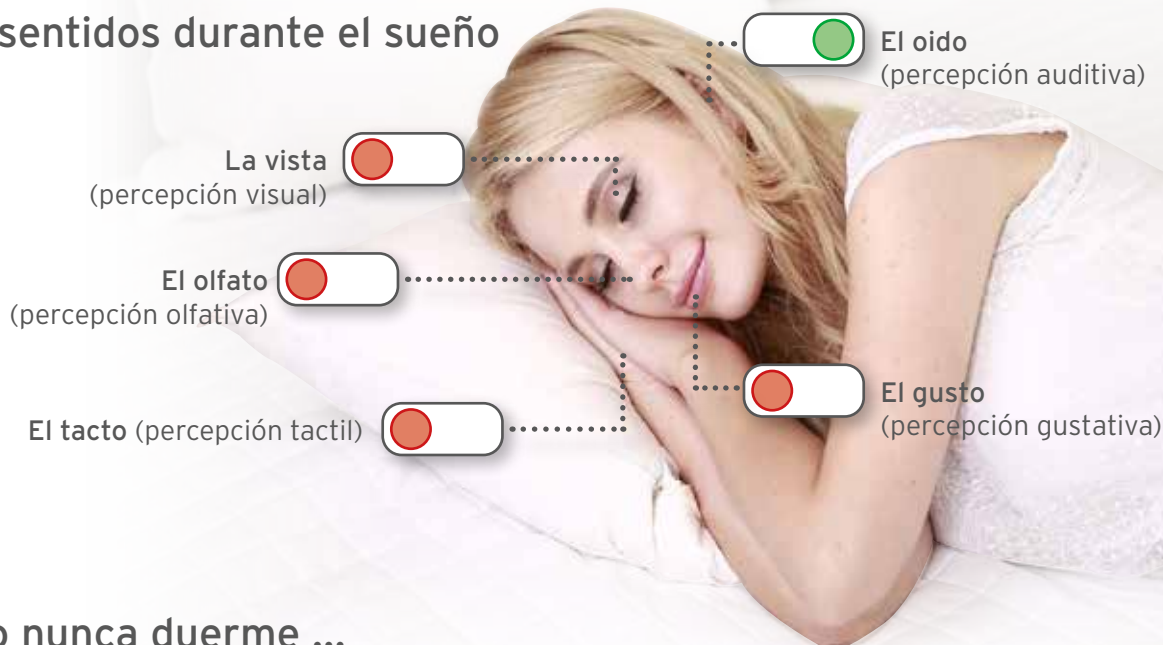 sentidos durante el sueño
El oido
(percepción auditiva)
La vista
(percepción visual)
El olfato
(percepción olfativa)
El gusto
(percepción gustativa)
El tacto (percepción tactil)
nunca duerme ...